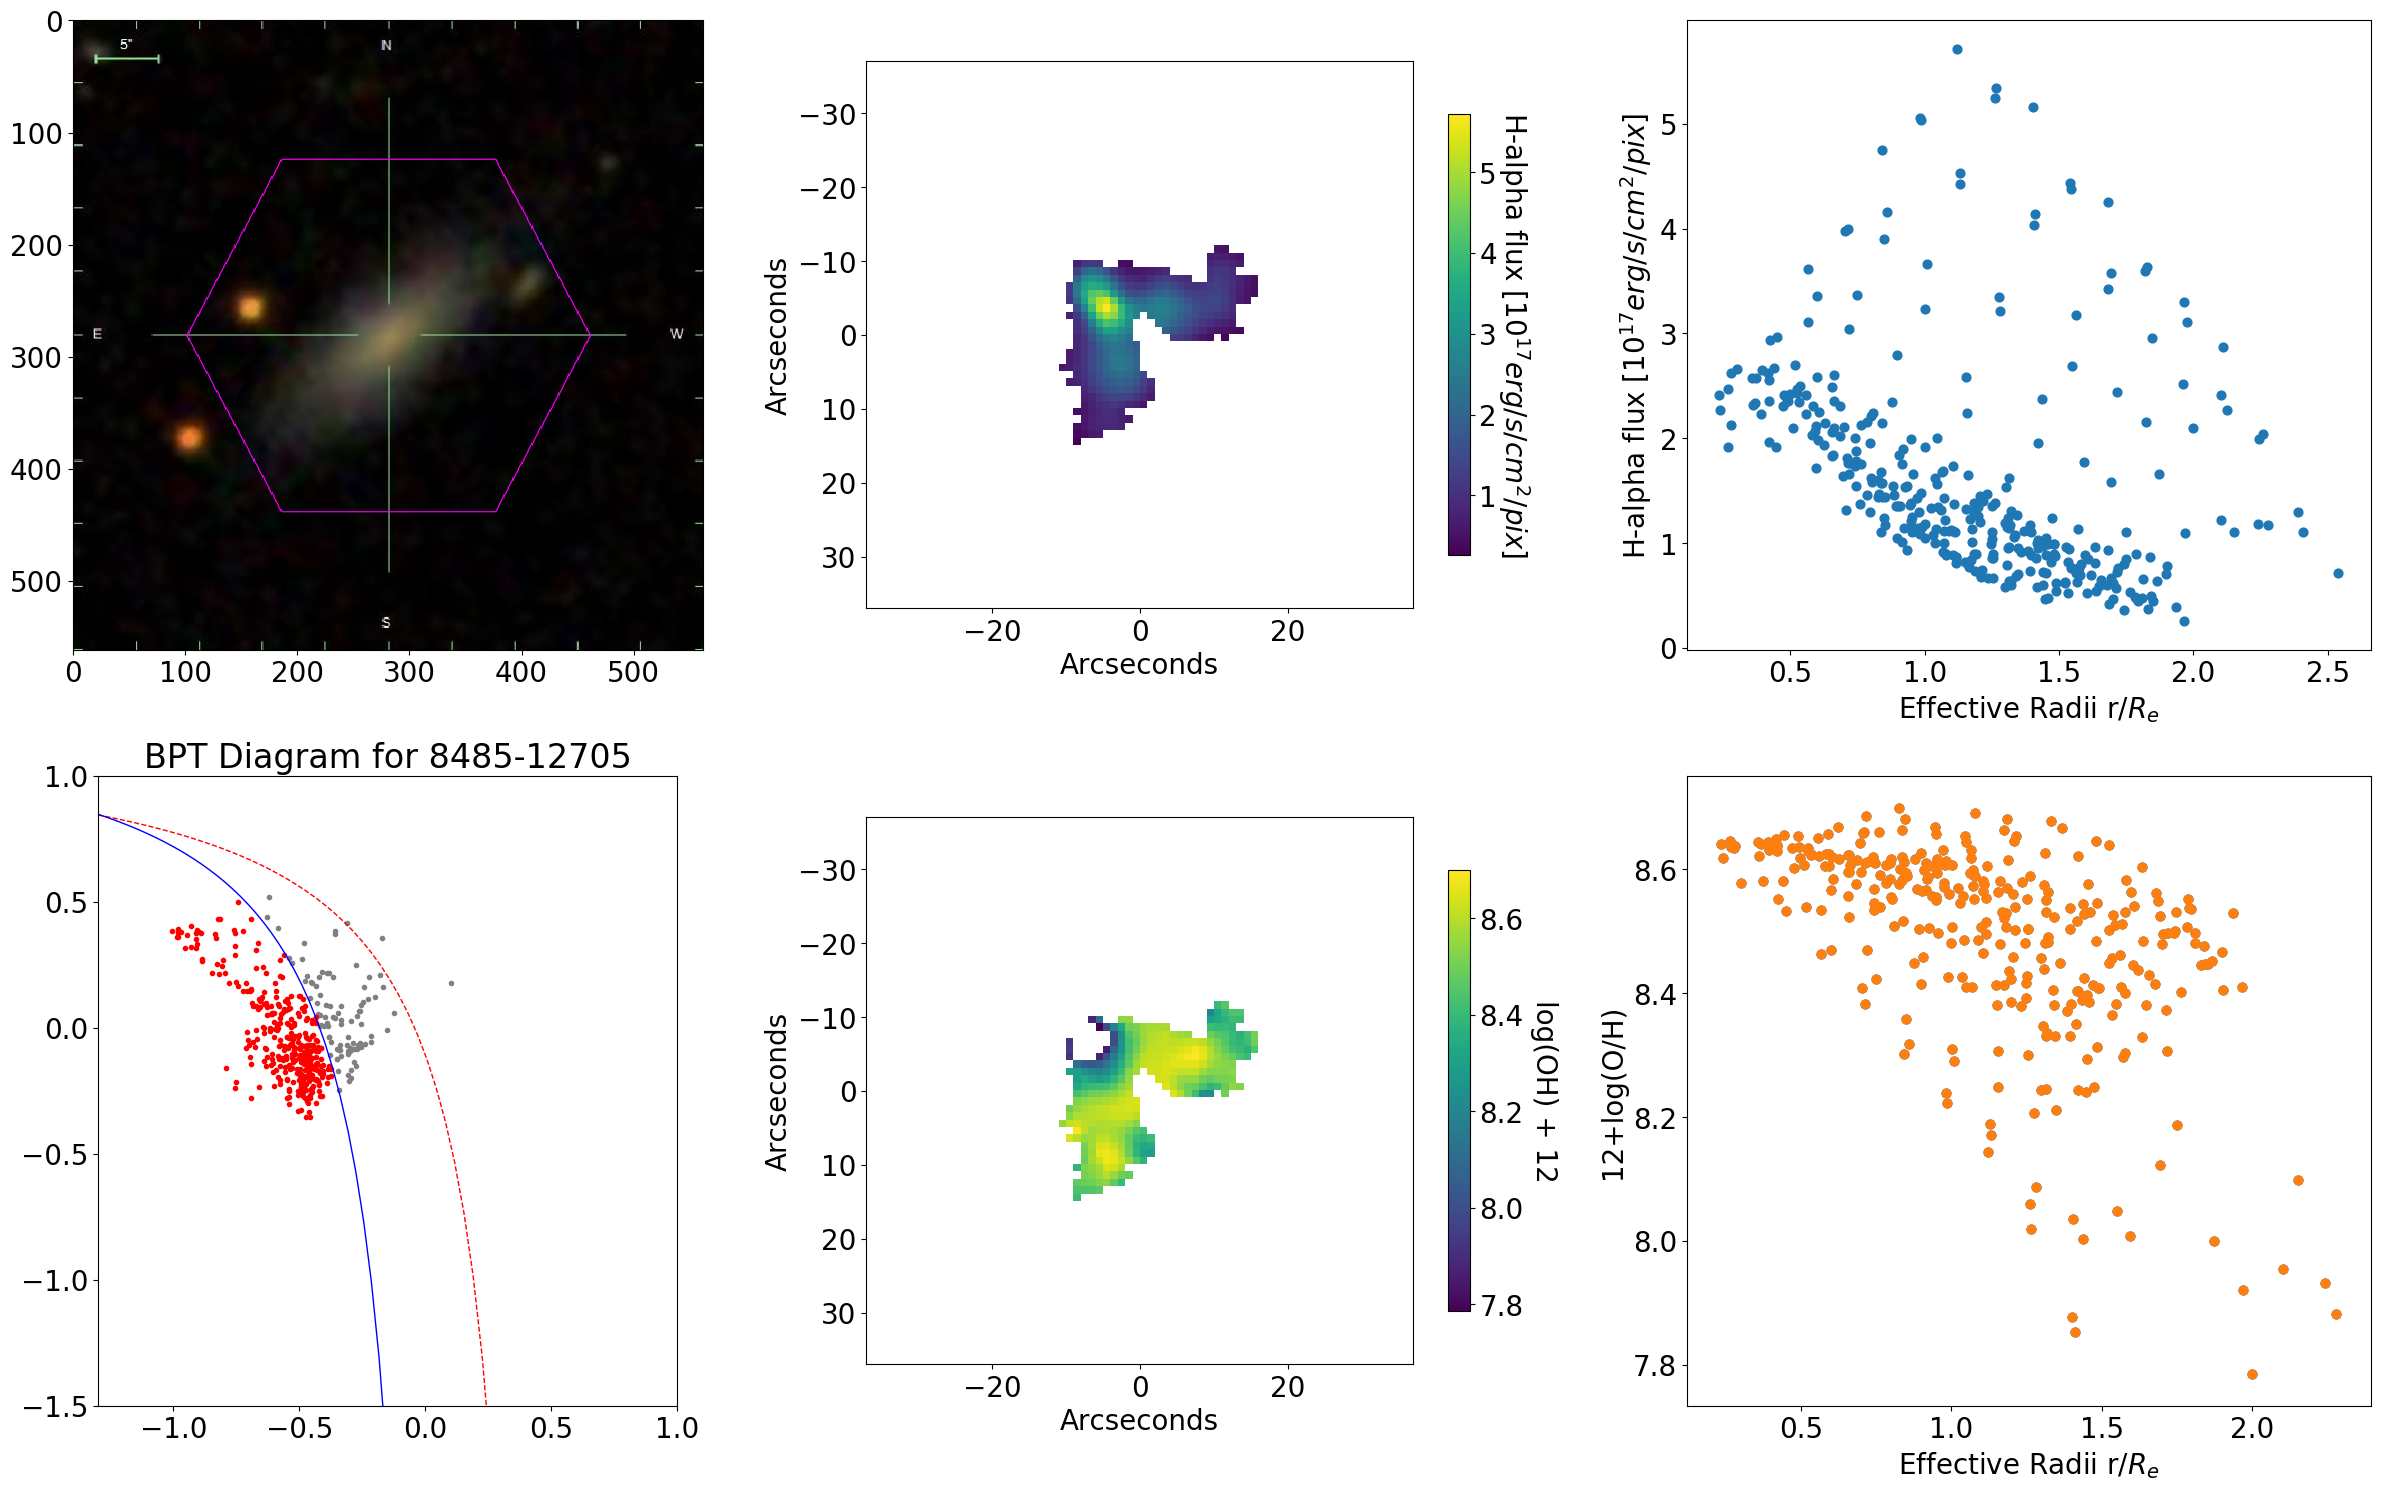 0
100
200
300
400
500
0 100 200 300 400 500
5"
N
E
W
S
−30
−20
−10
0
10
20
30
−20 0 20
Arcseconds
Arcseconds
5
4
3
2
1
H-alpha flux [10^17 erg/s/cm^2/pix]
5
4
3
2
1
0
0.5 1.0 1.5 2.0 2.5
H-alpha flux [10^17 erg/s/cm^2/pix]
Effective Radii r/R_e
BPT Diagram for 8485-12705
1.0
0.5
0.0
−0.5
−1.0
−1.5
−1.0 −0.5 0.0 0.5 1.0
−30
−20
−10
0
10
20
30
−20 0 20
Arcseconds
Arcseconds
8.6
8.4
8.2
8.0
7.8
log(OH) + 12
8.6
8.4
8.2
8.0
7.8
0.5 1.0 1.5 2.0
12+log(O/H)
Effective Radii r/R_e